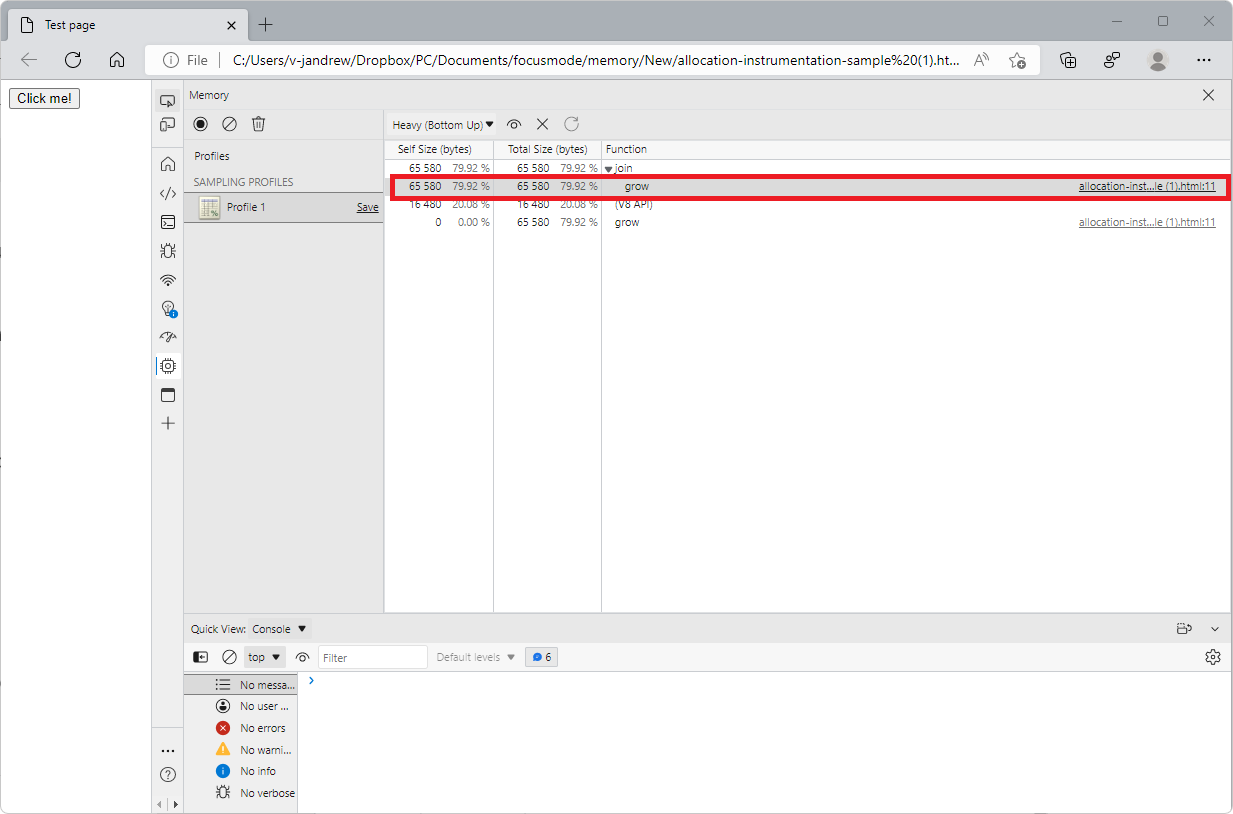 Test page
File
C:/Users/v-jandrew/Dropbox/PC/Documents/focusmode/memory/New/allocation-instrumentation-sample%20(1).ht...
Click me!
Memory
Profiles
SAMPLING PROFILES
Profile 1 Save
Heavy (Bottom Up)
Self Size (bytes) Total Size (bytes) Function
65 580 79.92 % 65 580 79.92 % join
65 580 79.92 % 65 580 79.92 % grow allocation-inst...le (1).html:11
16 480 20.08 % 16 480 20.08 % (V8 API)
0 0.00 % 65 580 79.92 % grow allocation-inst...le (1).html:11
Quick View: Console
top Filter Default levels 6
No messa...
No user ...
No errors
No warni...
No info
No verbose